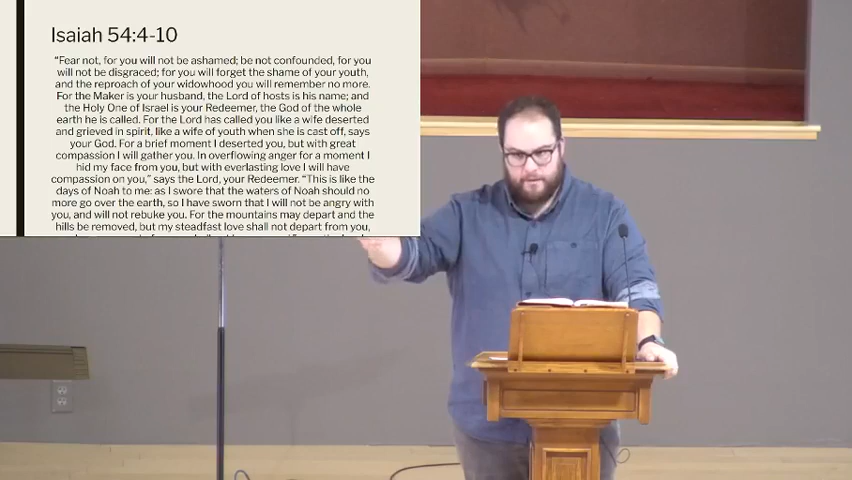 Isaiah 54:4-10
“Fear not, for you will not be ashamed; be not confounded, for you
will not be disgraced; for you will forget the shame of your youth,
and the reproach of your widowhood you will remember no more.
For the Maker is your husband, the Lord of hosts is his name; and
the Holy One of Israel is your Redeemer, the God of the whole
earth he is called. For the Lord has called you like a wife deserted
and grieved in spirit, like a wife of youth when she is cast off, says
your God. For a brief moment I deserted you, but with great
compassion I will gather you. In overflowing anger for a moment I
hid my face from you, but with everlasting love I will have
compassion on you,” says the Lord, your Redeemer. “This is like the
days of Noah to me: as I swore that the waters of Noah should no
more go over the earth, so I have sworn that I will not be angry with
you, and will not rebuke you. For the mountains may depart and the
hills be removed, but my steadfast love shall not depart from you,